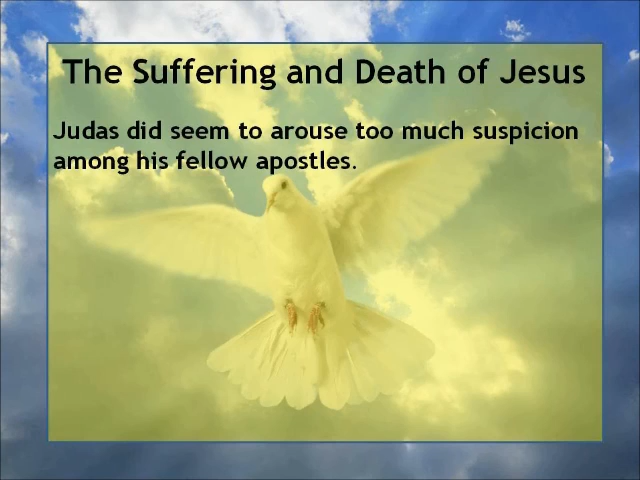 The Suffering and Death of Jesus
Judas did seem to arouse too much suspicion
among his fellow apostles.